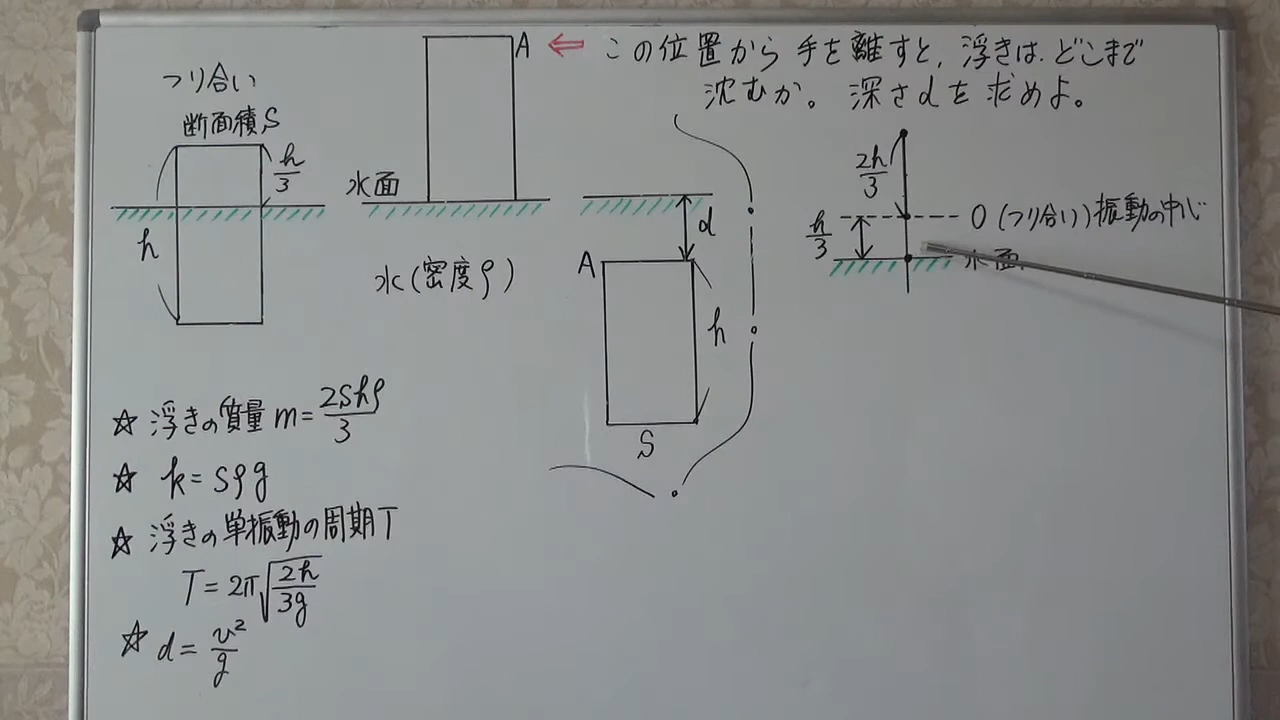 A ⇐ この位置から手を離すと、浮きは、どこまで
沈むか。深さdを求めよ。
つり合い
断面積S
h/3
h
水面
水(密度ρ)
d
A
h
S
2h/3
h/3
O (つり合い) 振動の中心
水面
☆ 浮きの質量 m = 2Shρ/3
☆ k = Sρg
☆ 浮きの単振動の周期T
T = 2π√(2h/3g)
☆ d = v²/g